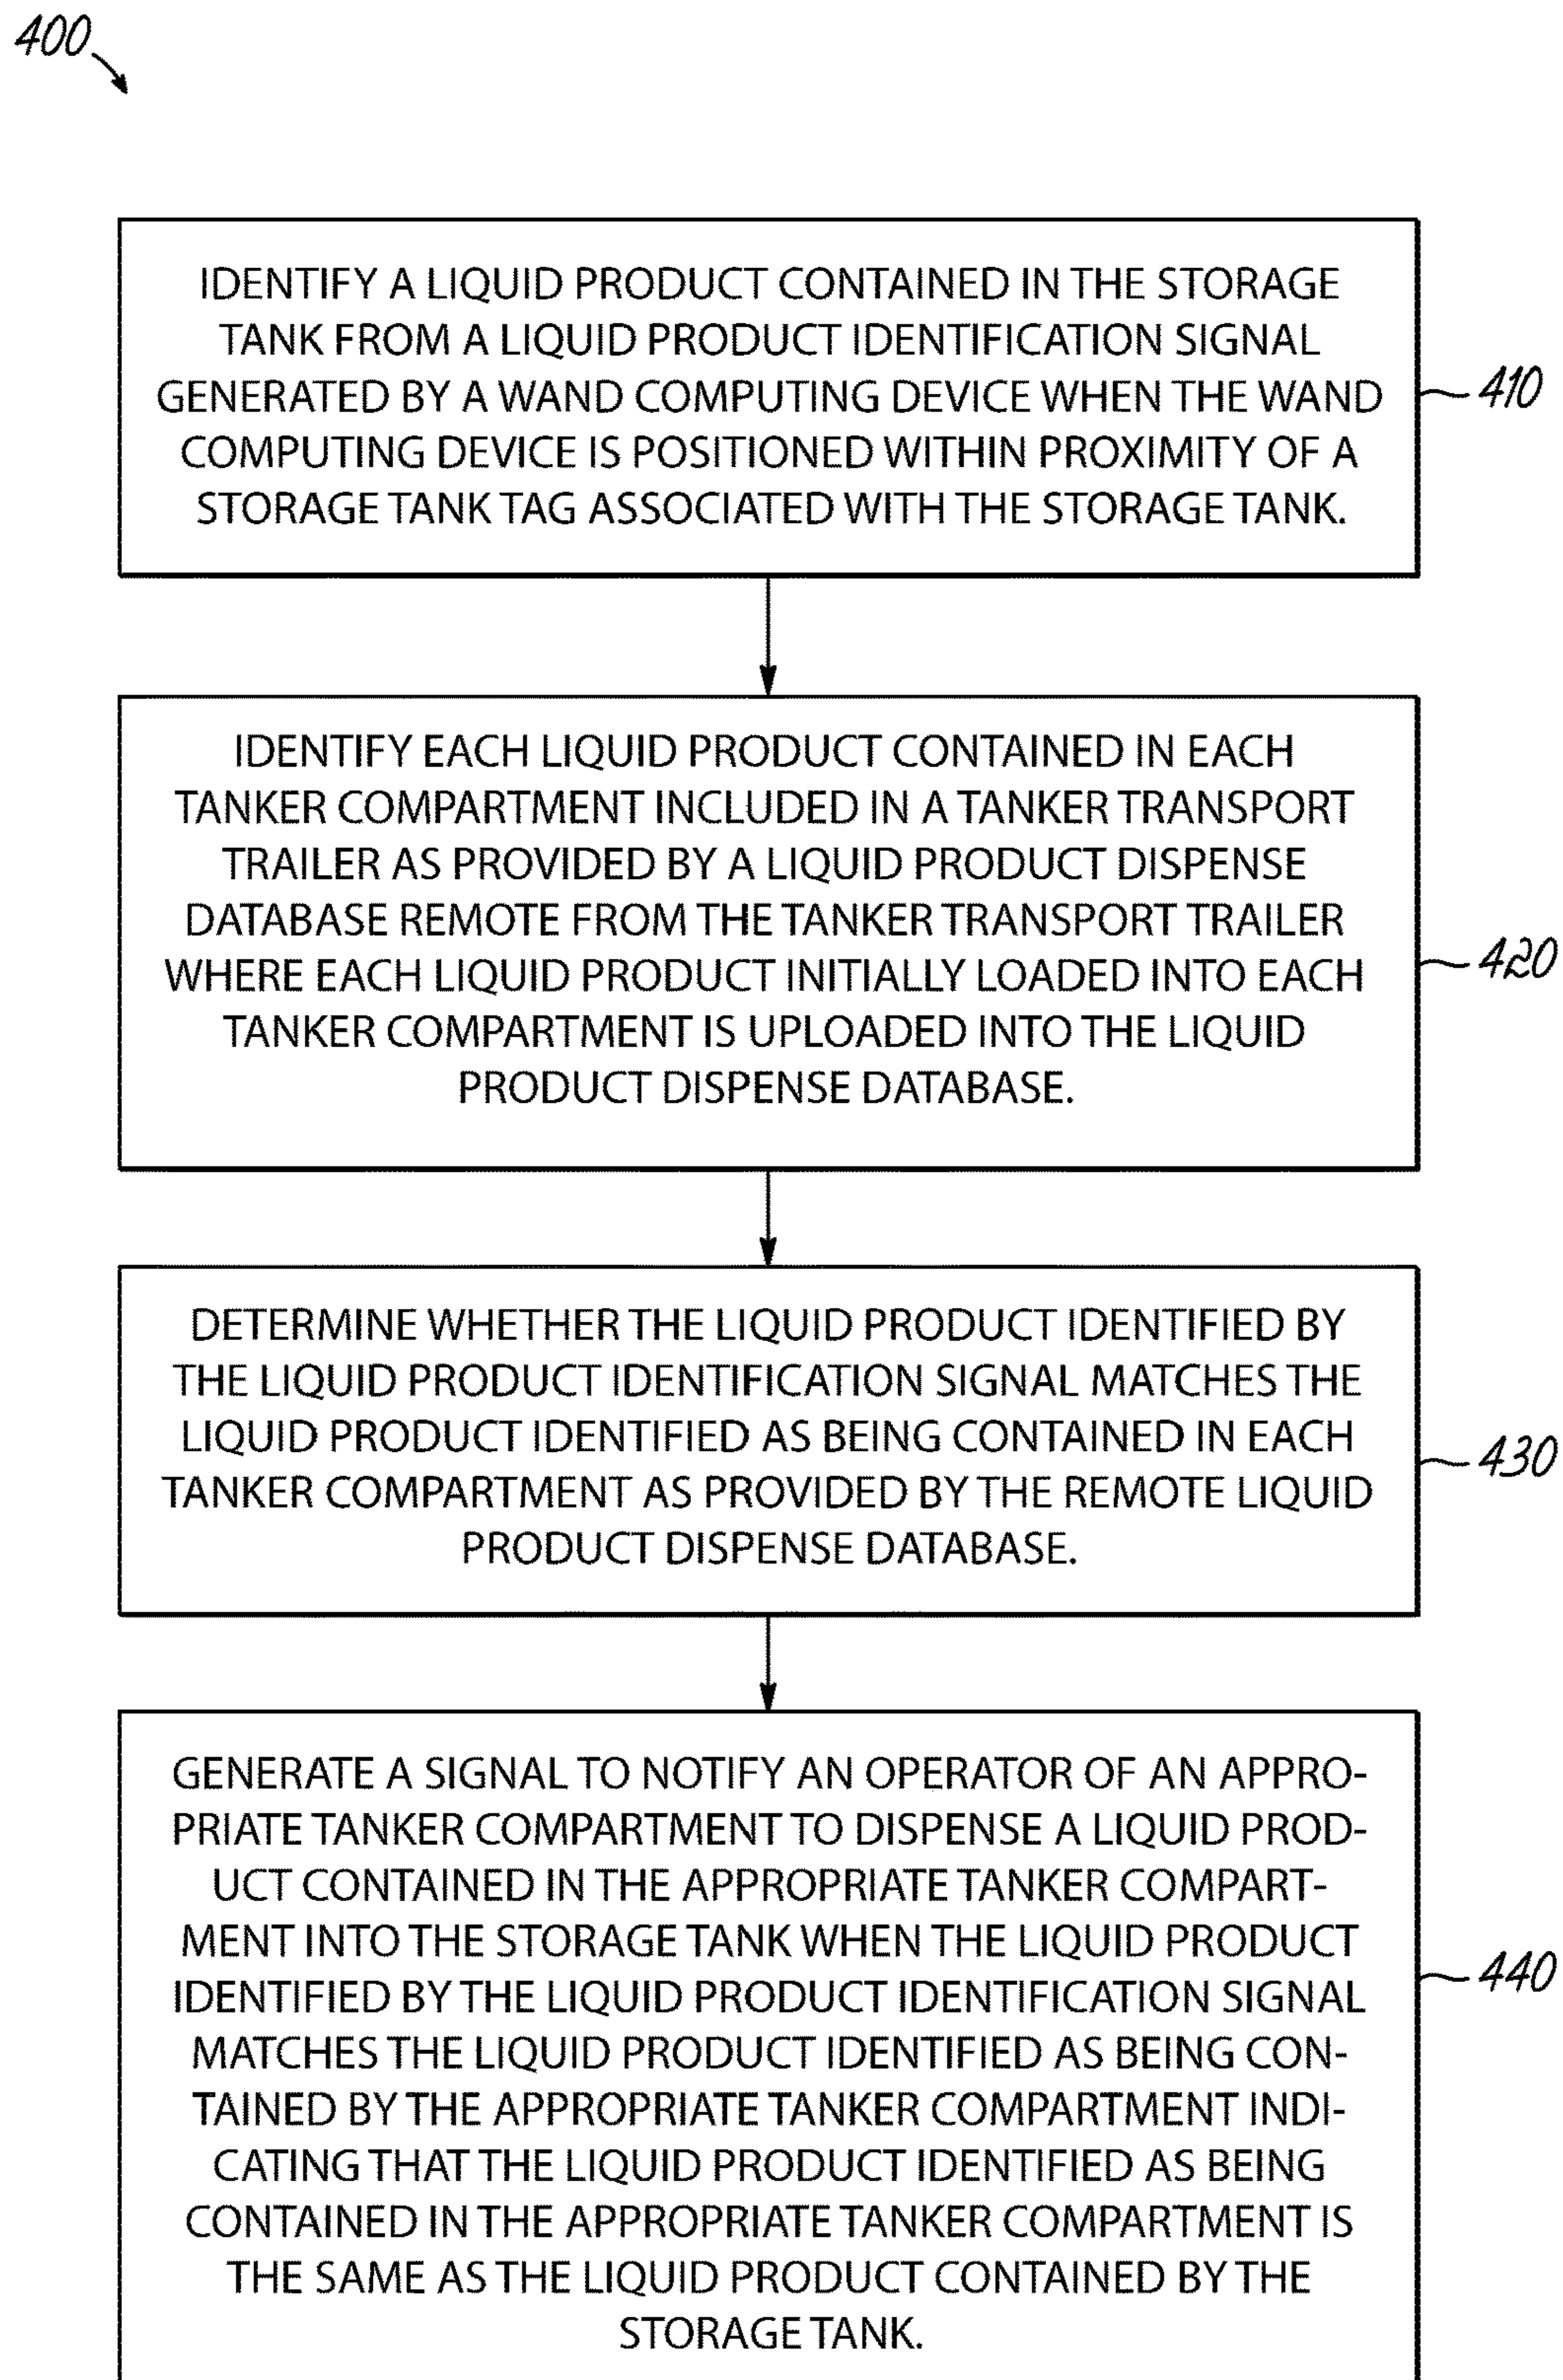 400
IDENTIFY A LIQUID PRODUCT CONTAINED IN THE STORAGE
TANK FROM A LIQUID PRODUCT IDENTIFICATION SIGNAL
GENERATED BY A WAND COMPUTING DEVICE WHEN THE WAND
COMPUTING DEVICE IS POSITIONED WITHIN PROXIMITY OF A
STORAGE TANK TAG ASSOCIATED WITH THE STORAGE TANK.
410
IDENTIFY EACH LIQUID PRODUCT CONTAINED IN EACH
TANKER COMPARTMENT INCLUDED IN A TANKER TRANSPORT
TRAILER AS PROVIDED BY A LIQUID PRODUCT DISPENSE
DATABASE REMOTE FROM THE TANKER TRANSPORT TRAILER
WHERE EACH LIQUID PRODUCT INITIALLY LOADED INTO EACH
TANKER COMPARTMENT IS UPLOADED INTO THE LIQUID
PRODUCT DISPENSE DATABASE.
420
DETERMINE WHETHER THE LIQUID PRODUCT IDENTIFIED BY
THE LIQUID PRODUCT IDENTIFICATION SIGNAL MATCHES THE
LIQUID PRODUCT IDENTIFIED AS BEING CONTAINED IN EACH
TANKER COMPARTMENT AS PROVIDED BY THE REMOTE LIQUID
PRODUCT DISPENSE DATABASE.
430
GENERATE A SIGNAL TO NOTIFY AN OPERATOR OF AN APPRO-
PRIATE TANKER COMPARTMENT TO DISPENSE A LIQUID PROD-
UCT CONTAINED IN THE APPROPRIATE TANKER COMPART-
MENT INTO THE STORAGE TANK WHEN THE LIQUID PRODUCT
IDENTIFIED BY THE LIQUID PRODUCT IDENTIFICATION SIGNAL
MATCHES THE LIQUID PRODUCT IDENTIFIED AS BEING CON-
TAINED BY THE APPROPRIATE TANKER COMPARTMENT INDI-
CATING THAT THE LIQUID PRODUCT IDENTIFIED AS BEING
CONTAINED IN THE APPROPRIATE TANKER COMPARTMENT IS
THE SAME AS THE LIQUID PRODUCT CONTAINED BY THE
STORAGE TANK.
440